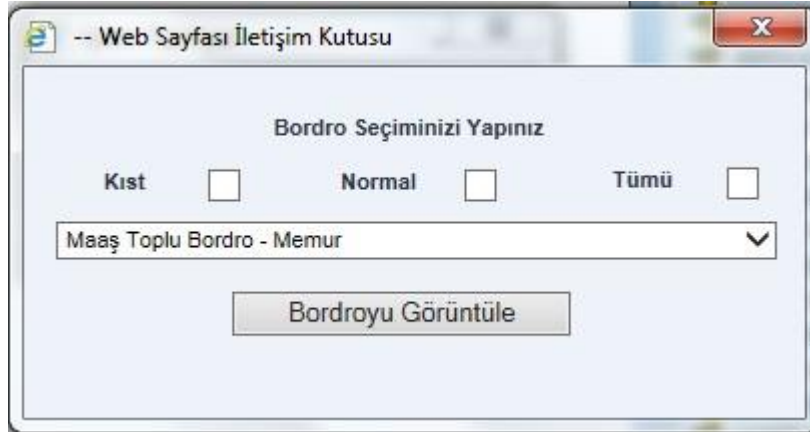 -- Web Sayfası İletişim Kutusu
Bordro Seçiminizi Yapınız
Kıst Normal Tümü
Maaş Toplu Bordro - Memur
Bordroyu Görüntüle